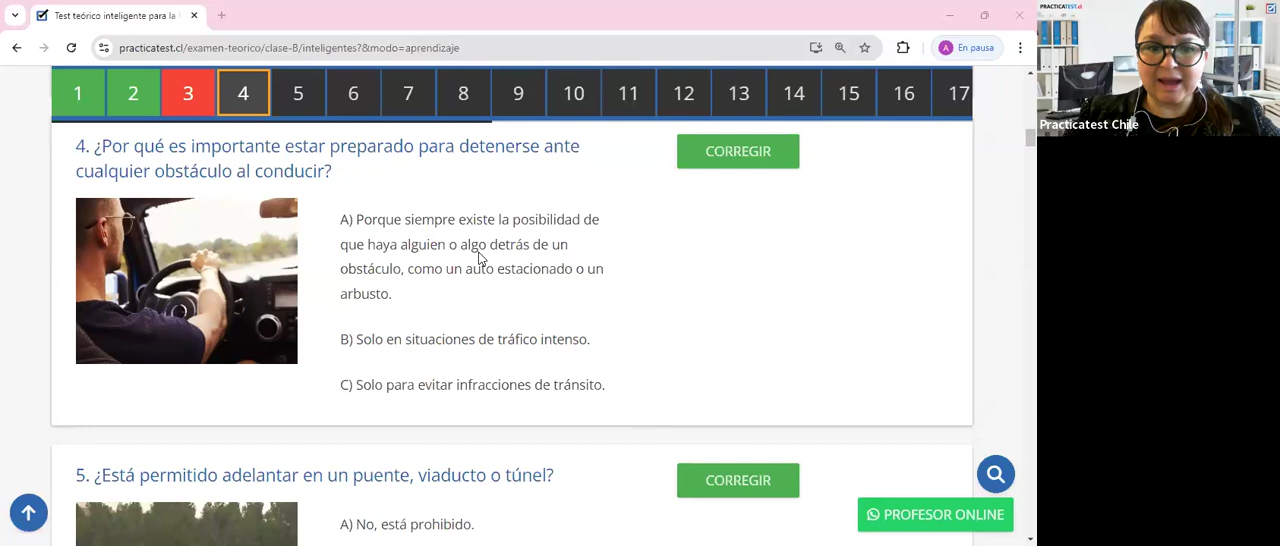 Test teórico inteligente para la
practicatest.cl/examen-teorico/clase-B/inteligentes?&modo=aprendizaje
A
En pausa
PRACTICATEST.cl
Practicatest Chile
1 2 3 4 5 6 7 8 9 10 11 12 13 14 15 16 17
4. ¿Por qué es importante estar preparado para detenerse ante
cualquier obstáculo al conducir?
CORREGIR
A) Porque siempre existe la posibilidad de
que haya alguien o algo detrás de un
obstáculo, como un auto estacionado o un
arbusto.
B) Solo en situaciones de tráfico intenso.
C) Solo para evitar infracciones de tránsito.
5. ¿Está permitido adelantar en un puente, viaducto o túnel?
CORREGIR
A) No, está prohibido.
PROFESOR ONLINE